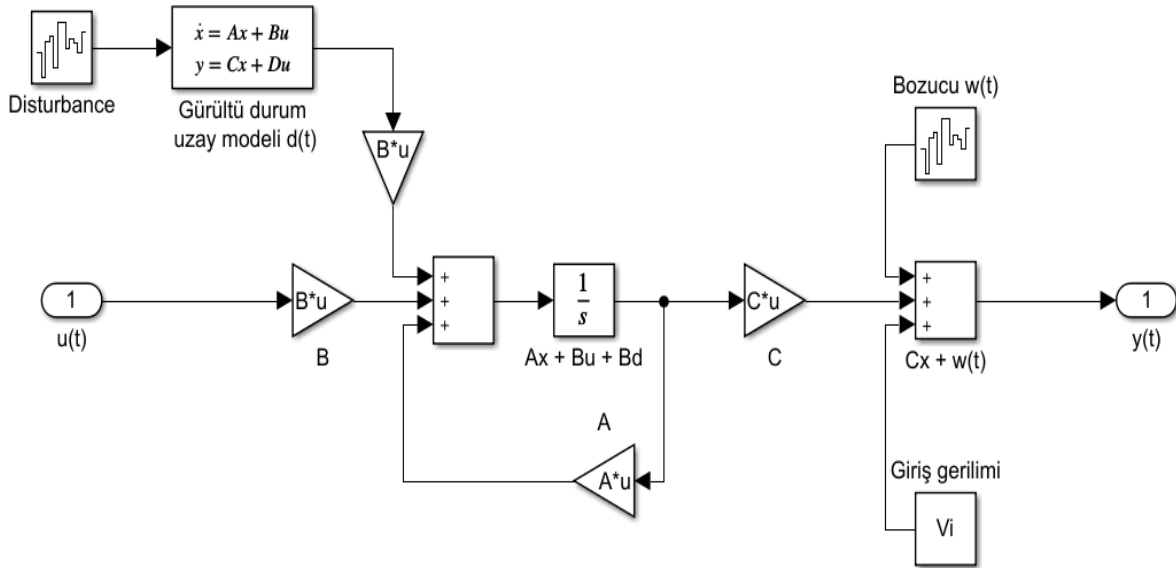 ẋ = Ax + Bu
y = Cx + Du
Disturbance
Gürültü durum
uzay modeli d(t)
Bozucu w(t)
B*u
1
u(t)
B*u
B
+
+
+
1
s
Ax + Bu + Bd
C*u
C
+
+
+
Cx + w(t)
1
y(t)
A
A*u
Giriş gerilimi
Vi